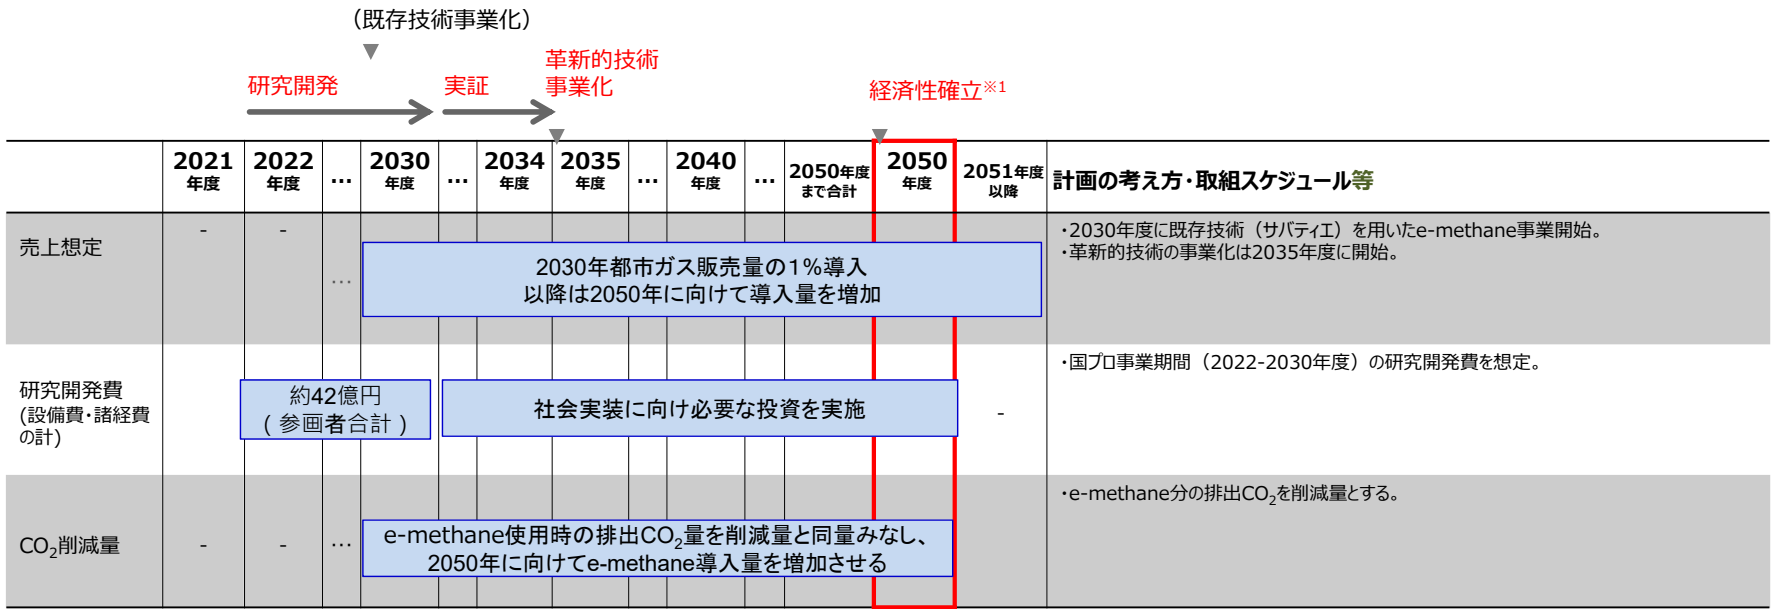 （既存技術事業化）
研究開発
実証
革新的技術
事業化
経済性確立※1
2021
年度
2022
年度
…
2030
年度
…
2034
年度
2035
年度
…
2040
年度
…
2050年度
まで合計
2050
年度
2051年度
以降
計画の考え方・取組スケジュール等
売上想定
-
-
…
2030年都市ガス販売量の1%導入
以降は2050年に向けて導入量を増加
・2030年度に既存技術（サバティエ）を用いたe-methane事業開始。
・革新的技術の事業化は2035年度に開始。
研究開発費
(設備費・諸経費
の計)
約42億円
( 参画者合計 )
社会実装に向け必要な投資を実施
-
・国プロ事業期間（2022-2030年度）の研究開発費を想定。
CO₂削減量
-
-
…
e-methane使用時の排出CO₂量を削減量と同量みなし、
2050年に向けてe-methane導入量を増加させる
・e-methane分の排出CO₂を削減量とする。